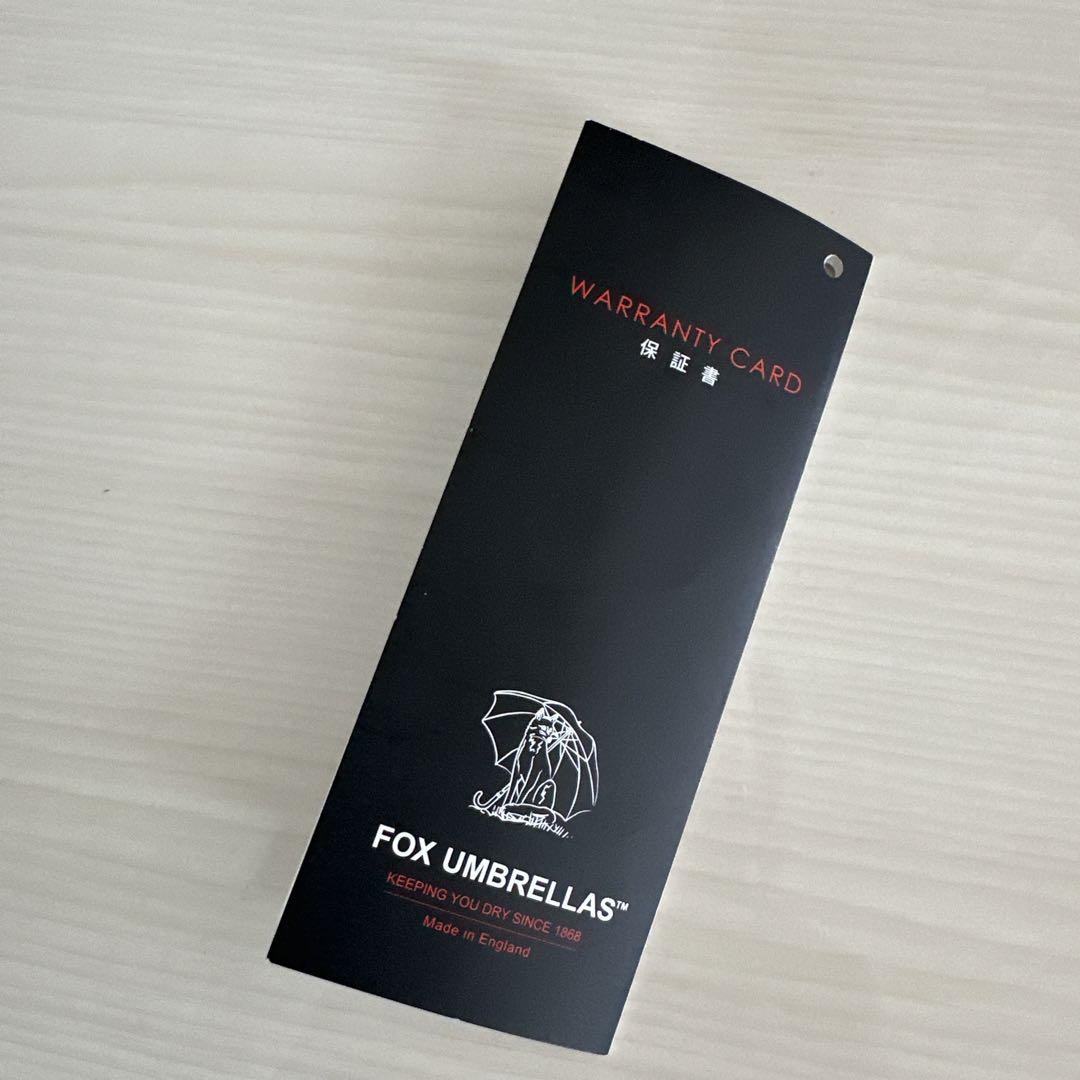 WARRANTY CARD
保証書
FOX UMBRELLAS™
KEEPING YOU DRY SINCE 1868
Made in England